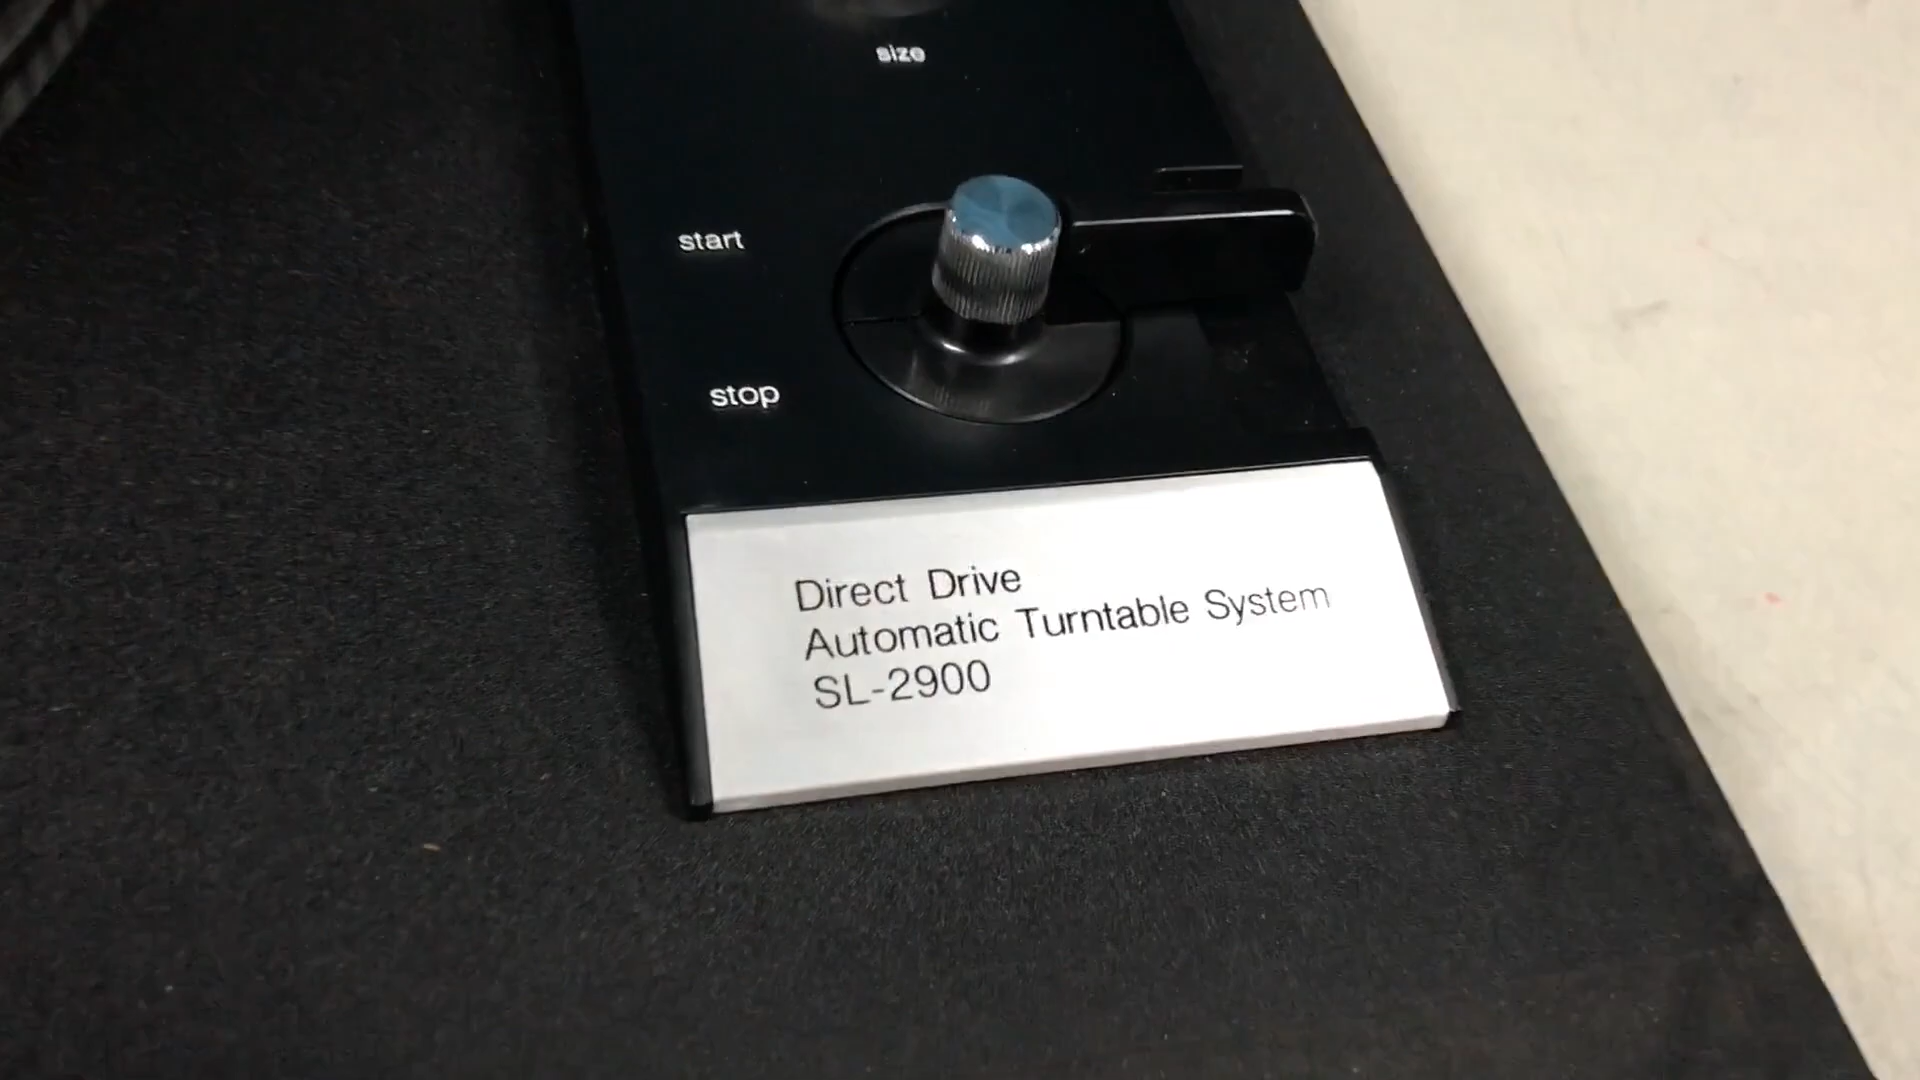 size
start
stop
Direct Drive
Automatic Turntable System
SL-2900